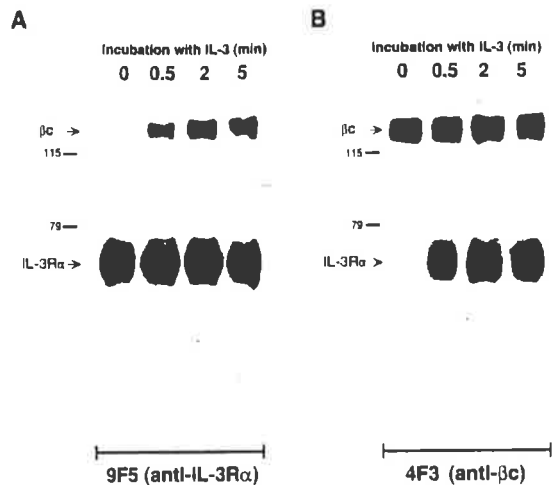 A
Incubation with IL-3 (min)
0 0.5 2 5
βc
115
79
IL-3Rα
9F5 (anti-IL-3Rα)
B
Incubation with IL-3 (min)
0 0.5 2 5
βc
115
79
IL-3Rα
4F3 (anti-βc)